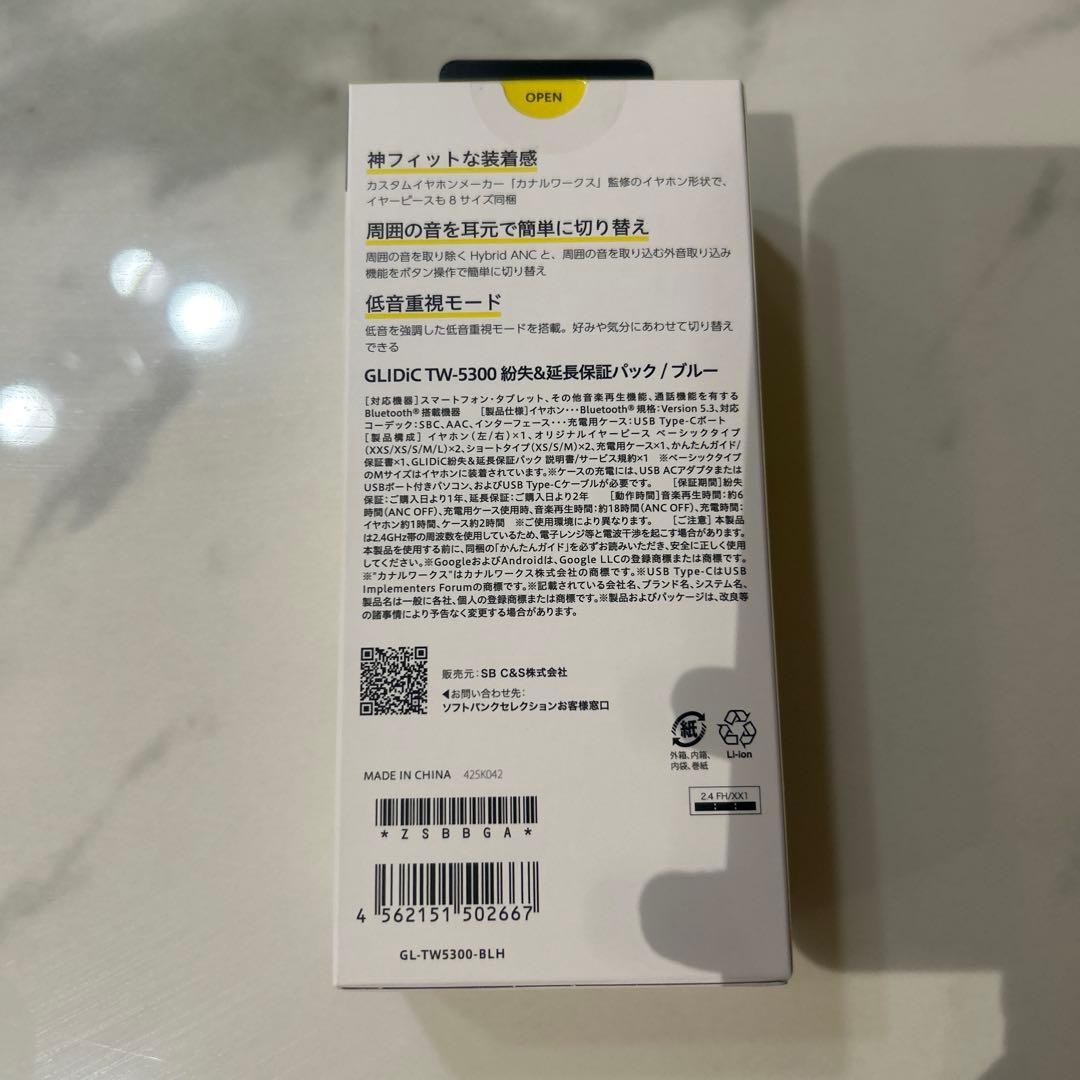 OPEN
神フィットな装着感
カスタムイヤホンメーカー「カナルワークス」監修のイヤホン形状で、
イヤーピースも8サイズ同梱
周囲の音を耳元で簡単に切り替え
周囲の音を取り除く Hybrid ANC と、周囲の音を取り込む外音取り込み
機能をボタン操作で簡単に切り替え
低音重視モード
低音を強調した低音重視モードを搭載。好みや気分にあわせて切り替え
できる
GLIDiC TW-5300 紛失&延長保証パック / ブルー
[対応機器]スマートフォン・タブレット、その他音楽再生機能、通話機能を有する
Bluetooth®搭載機器 [製品仕様]イヤホン・・・Bluetooth®規格:Version 5.3、対応
コーデック:SBC、AAC、インターフェース・・・充電用ケース:USB Type-Cポート
[製品構成] イヤホン(左/右)×1、オリジナルイヤーピース ベーシックタイプ
(XXS/XS/S/M/L)×2、ショートタイプ(XS/S/M)×2、充電用ケース×1、かんたんガイド/
保証書×1、GLIDiC紛失&延長保証パック 説明書/サービス規約×1 ※ベーシックタイプ
のMサイズはイヤホンに装着されています。※ケースの充電には、USB ACアダプタまたは
USBポート付きパソコン、およびUSB Type-Cケーブルが必要です。 [保証期間]紛失
保証:ご購入日より1年、延長保証:ご購入日より2年 [動作時間]音楽再生時間:約6
時間(ANC OFF)、充電用ケース使用時、音楽再生時間:約18時間(ANC OFF)、充電時間:
イヤホン約1時間、ケース約2時間 ※ご使用環境により異なります。 [ご注意] 本製品
は2.4GHz帯の周波数を使用しているため、電子レンジ等と電波干渉を起こす場合があります。
本製品を使用する前に、同梱の「かんたんガイド」を必ずお読みいただき、安全に正しく使用
してください。※GoogleおよびAndroidは、Google LLCの登録商標または商標です。
※"カナルワークス"はカナルワークス株式会社の商標です。※USB Type-CはUSB
Implementers Forumの商標です。※記載されている会社名、ブランド名、システム名、
製品名は一般に各社、個人の登録商標または商標です。※製品およびパッケージは、改良等
の諸事情により予告なく変更する場合があります。
販売元:SB C&S株式会社
◀お問い合わせ先:
ソフトバンクセレクションお客様窓口
紙
外箱、内箱、
内袋、巻紙
Li-ion
MADE IN CHINA 425K042
2.4 FH/XX1
*ZSBBGA*
4 562151 502667
GL-TW5300-BLH